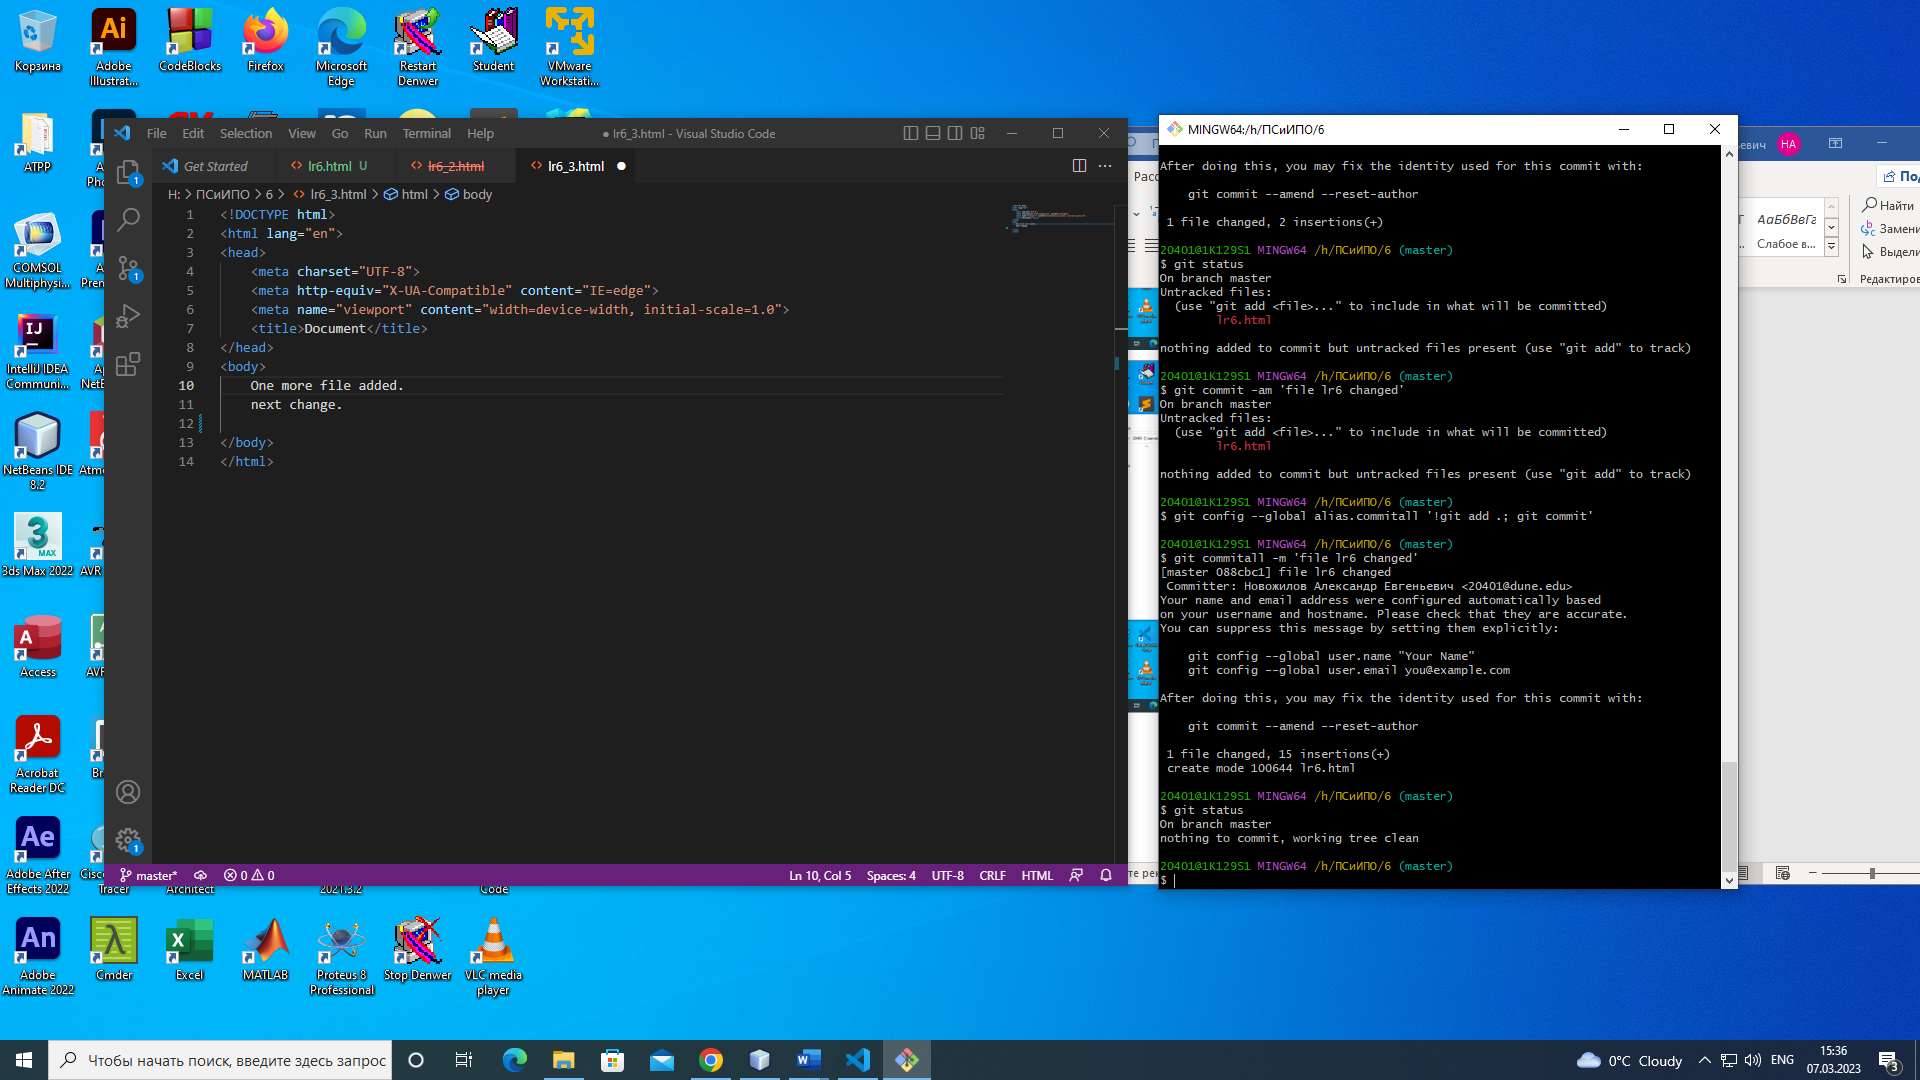 Корзина
Adobe Illustrat...
CodeBlocks
Firefox
Microsoft Edge
Restart Denwer
Student
VMware Workstati...
ATPP
COMSOL Multiphysi...
IntelliJ IDEA Communi...
NetBeans IDE 8.2
3ds Max 2022
Access
Acrobat Reader DC
Adobe After Effects 2022
Architect
2021.3.2
Code
Adobe Animate 2022
Cmder
Excel
MATLAB
Proteus 8 Professional
Stop Denwer
VLC media player
File Edit Selection View Go Run Terminal Help
● lr6_3.html - Visual Studio Code
Get Started
lr6.html U
lr6_2.html
lr6_3.html
H: > ПСиИПО > 6 > lr6_3.html > html > body
1 <!DOCTYPE html>
2 <html lang="en">
3 <head>
4 <meta charset="UTF-8">
5 <meta http-equiv="X-UA-Compatible" content="IE=edge">
6 <meta name="viewport" content="width=device-width, initial-scale=1.0">
7 <title>Document</title>
8 </head>
9 <body>
10 One more file added.
11 next change.
12
13 </body>
14 </html>
master*
0 0
Ln 10, Col 5 Spaces: 4 UTF-8 CRLF HTML
MINGW64:/h/ПСиИПО/6
After doing this, you may fix the identity used for this commit with:
git commit --amend --reset-author
1 file changed, 2 insertions(+)
20401@1K129S1 MINGW64 /h/ПСиИПО/6 (master)
$ git status
On branch master
Untracked files:
(use "git add <file>..." to include in what will be committed)
lr6.html
nothing added to commit but untracked files present (use "git add" to track)
20401@1K129S1 MINGW64 /h/ПСиИПО/6 (master)
$ git commit -am 'file lr6 changed'
On branch master
Untracked files:
(use "git add <file>..." to include in what will be committed)
lr6.html
nothing added to commit but untracked files present (use "git add" to track)
20401@1K129S1 MINGW64 /h/ПСиИПО/6 (master)
$ git config --global alias.commitall '!git add .; git commit'
20401@1K129S1 MINGW64 /h/ПСиИПО/6 (master)
$ git commitall -m 'file lr6 changed'
[master 088cbc1] file lr6 changed
Committer: Новожилов Александр Евгеньевич <20401@dune.edu>
Your name and email address were configured automatically based
on your username and hostname. Please check that they are accurate.
You can suppress this message by setting them explicitly:
git config --global user.name "Your Name"
git config --global user.email you@example.com
After doing this, you may fix the identity used for this commit with:
git commit --amend --reset-author
1 file changed, 15 insertions(+)
create mode 100644 lr6.html
20401@1K129S1 MINGW64 /h/ПСиИПО/6 (master)
$ git status
On branch master
nothing to commit, working tree clean
20401@1K129S1 MINGW64 /h/ПСиИПО/6 (master)
$
НА
Найти
АаБбВвГг
Слабое в...
Чтобы начать поиск, введите здесь запрос
0°C Cloudy
ENG
15:36
07.03.2023
3